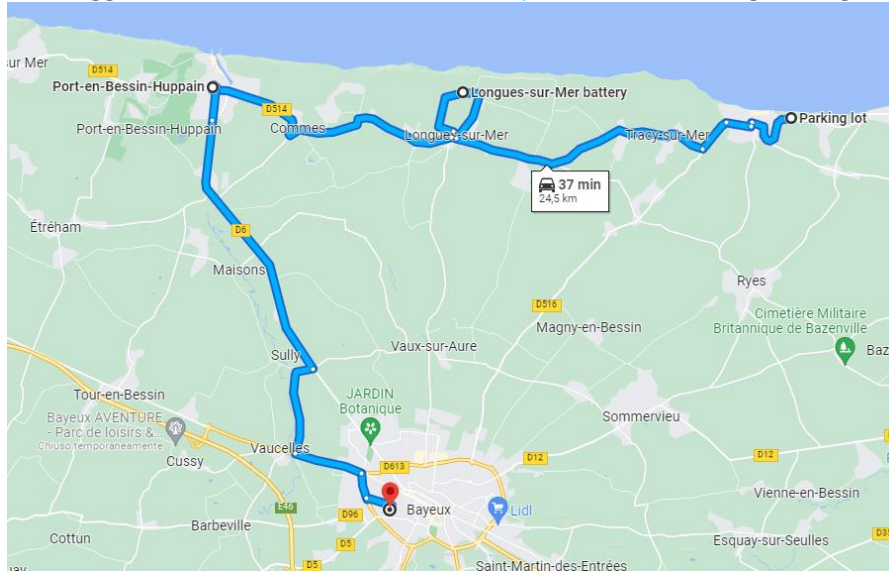 ur Mer
D514
Port-en-Bessin-Huppain
Longues-sur-Mer battery
D514
Parking lot
Port-en-Bessin-Huppain
Commes
Longues-sur-Mer
Tracy-sur-Mer
37 min
24,5 km
Étréham
D6
Maisons
Ryes
D516
Magny-en-Bessin
Cimetière Militaire
Britannique de Bazenville
Vaux-sur-Aure
Baz
Sully
Tour-en-Bessin
JARDIN
Botanique
Bayeux AVENTURE
- Parc de loisirs &...
Chiuso temporaneamente
Sommervieu
Vaucelles
Cussy
D613
D12
D12
Vienne-en-Bessin
E46
D96
Bayeux
Lidl
Barbeville
Cottun
D5
D5
Esquay-sur-Seulles
D35
Saint-Martin-des-Entrées